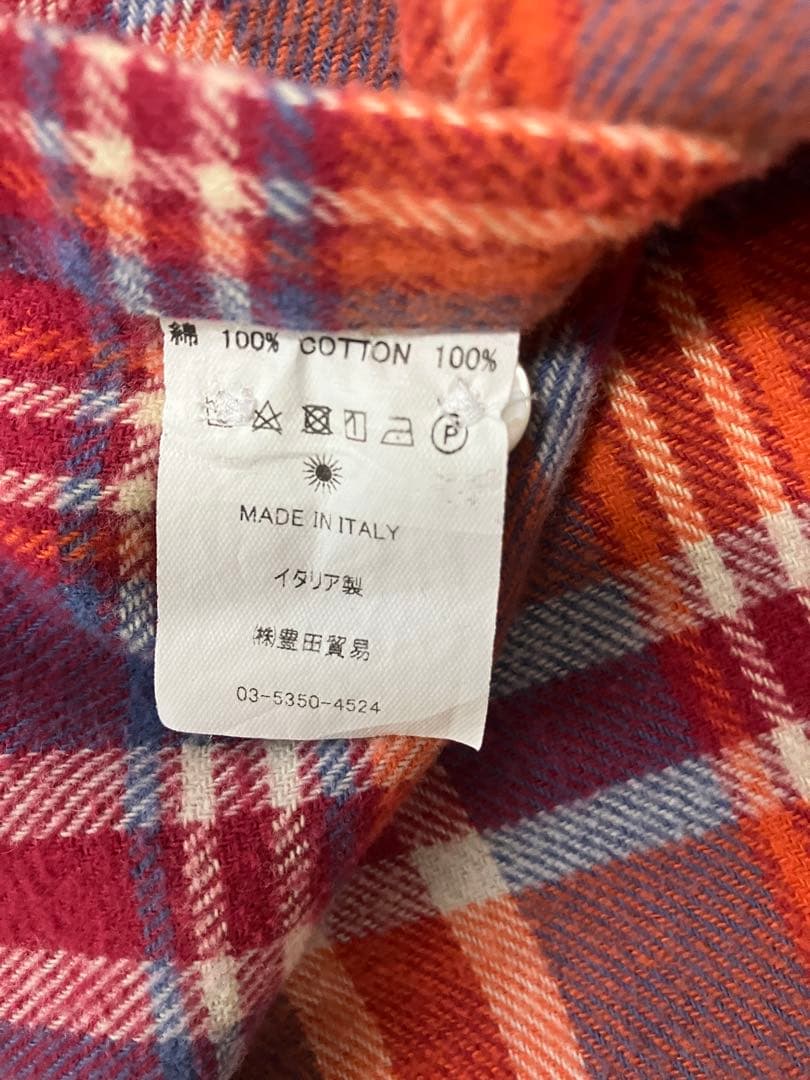 綿 100% COTTON 100%
P
MADE IN ITALY
イタリア製
㈱豊田貿易
03-5350-4524